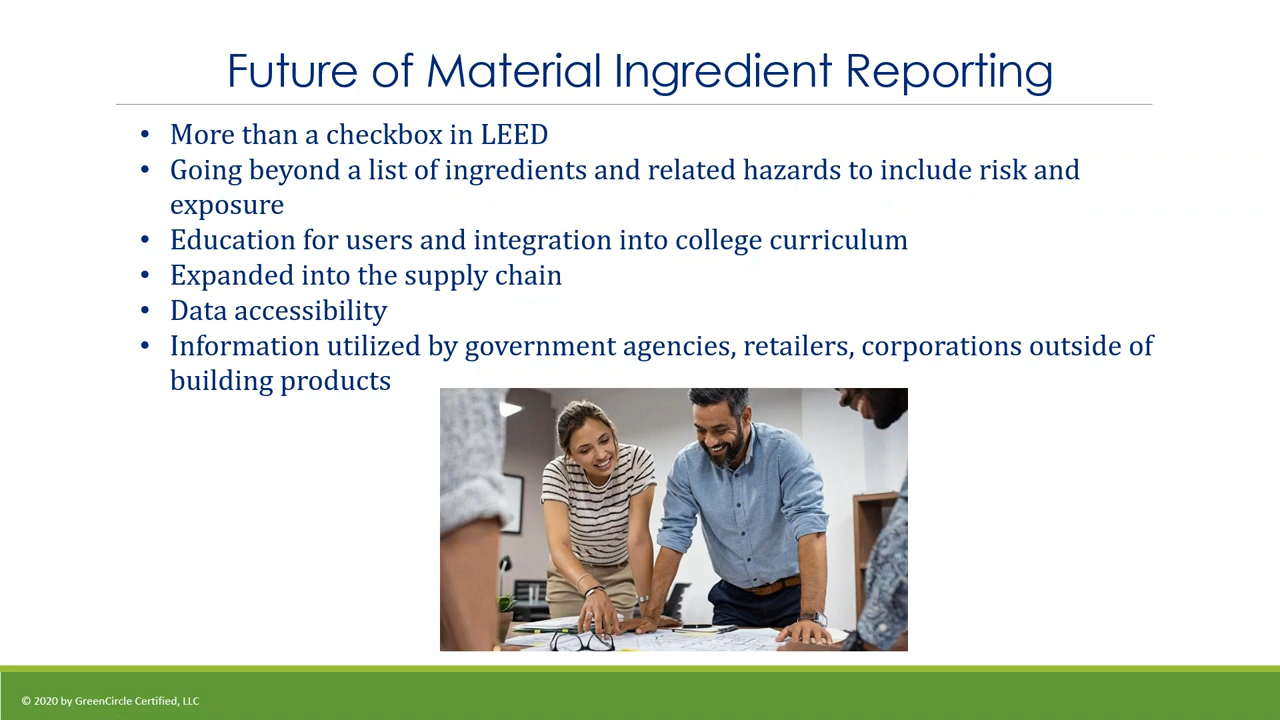 Future of Material Ingredient Reporting
• More than a checkbox in LEED
• Going beyond a list of ingredients and related hazards to include risk and
exposure
• Education for users and integration into college curriculum
• Expanded into the supply chain
• Data accessibility
• Information utilized by government agencies, retailers, corporations outside of
building products
© 2020 by GreenCircle Certified, LLC